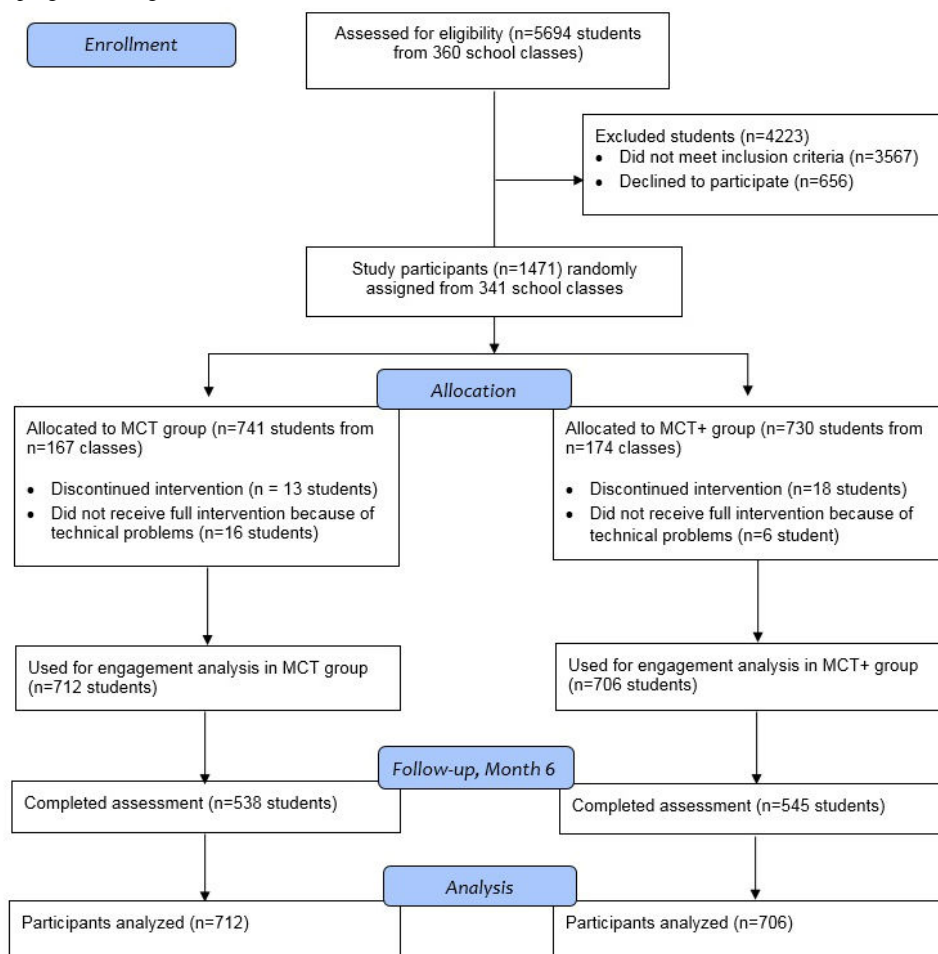 Enrollment
Assessed for eligibility (n=5694 students
from 360 school classes)
Excluded students (n=4223)
• Did not meet inclusion criteria (n=3567)
• Declined to participate (n=656)
Study participants (n=1471) randomly
assigned from 341 school classes
Allocation
Allocated to MCT group (n=741 students from
n=167 classes)
• Discontinued intervention (n = 13 students)
• Did not receive full intervention because of
technical problems (n=16 students)
Allocated to MCT+ group (n=730 students from
n=174 classes)
• Discontinued intervention (n=18 students)
• Did not receive full intervention because of
technical problems (n=6 student)
Used for engagement analysis in MCT group
(n=712 students)
Used for engagement analysis in MCT+ group
(n=706 students)
Follow-up, Month 6
Completed assessment (n=538 students)
Completed assessment (n=545 students)
Analysis
Participants analyzed (n=712)
Participants analyzed (n=706)